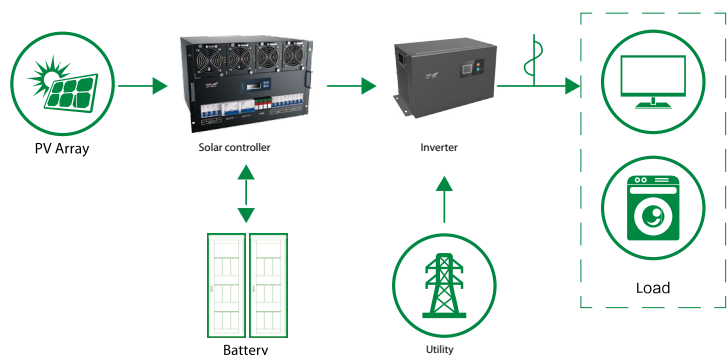 PV Array
Solar controller
Inverter
Load
Battery
Utility